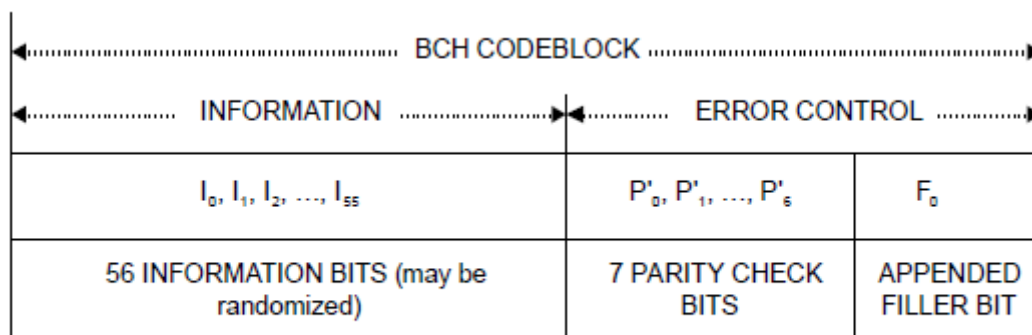 BCH CODEBLOCK
INFORMATION
ERROR CONTROL
I₀, I₁, I₂, ..., I₅₅
P'₀, P'₁, ..., P'₆
F₀
56 INFORMATION BITS (may be
randomized)
7 PARITY CHECK
BITS
APPENDED
FILLER BIT